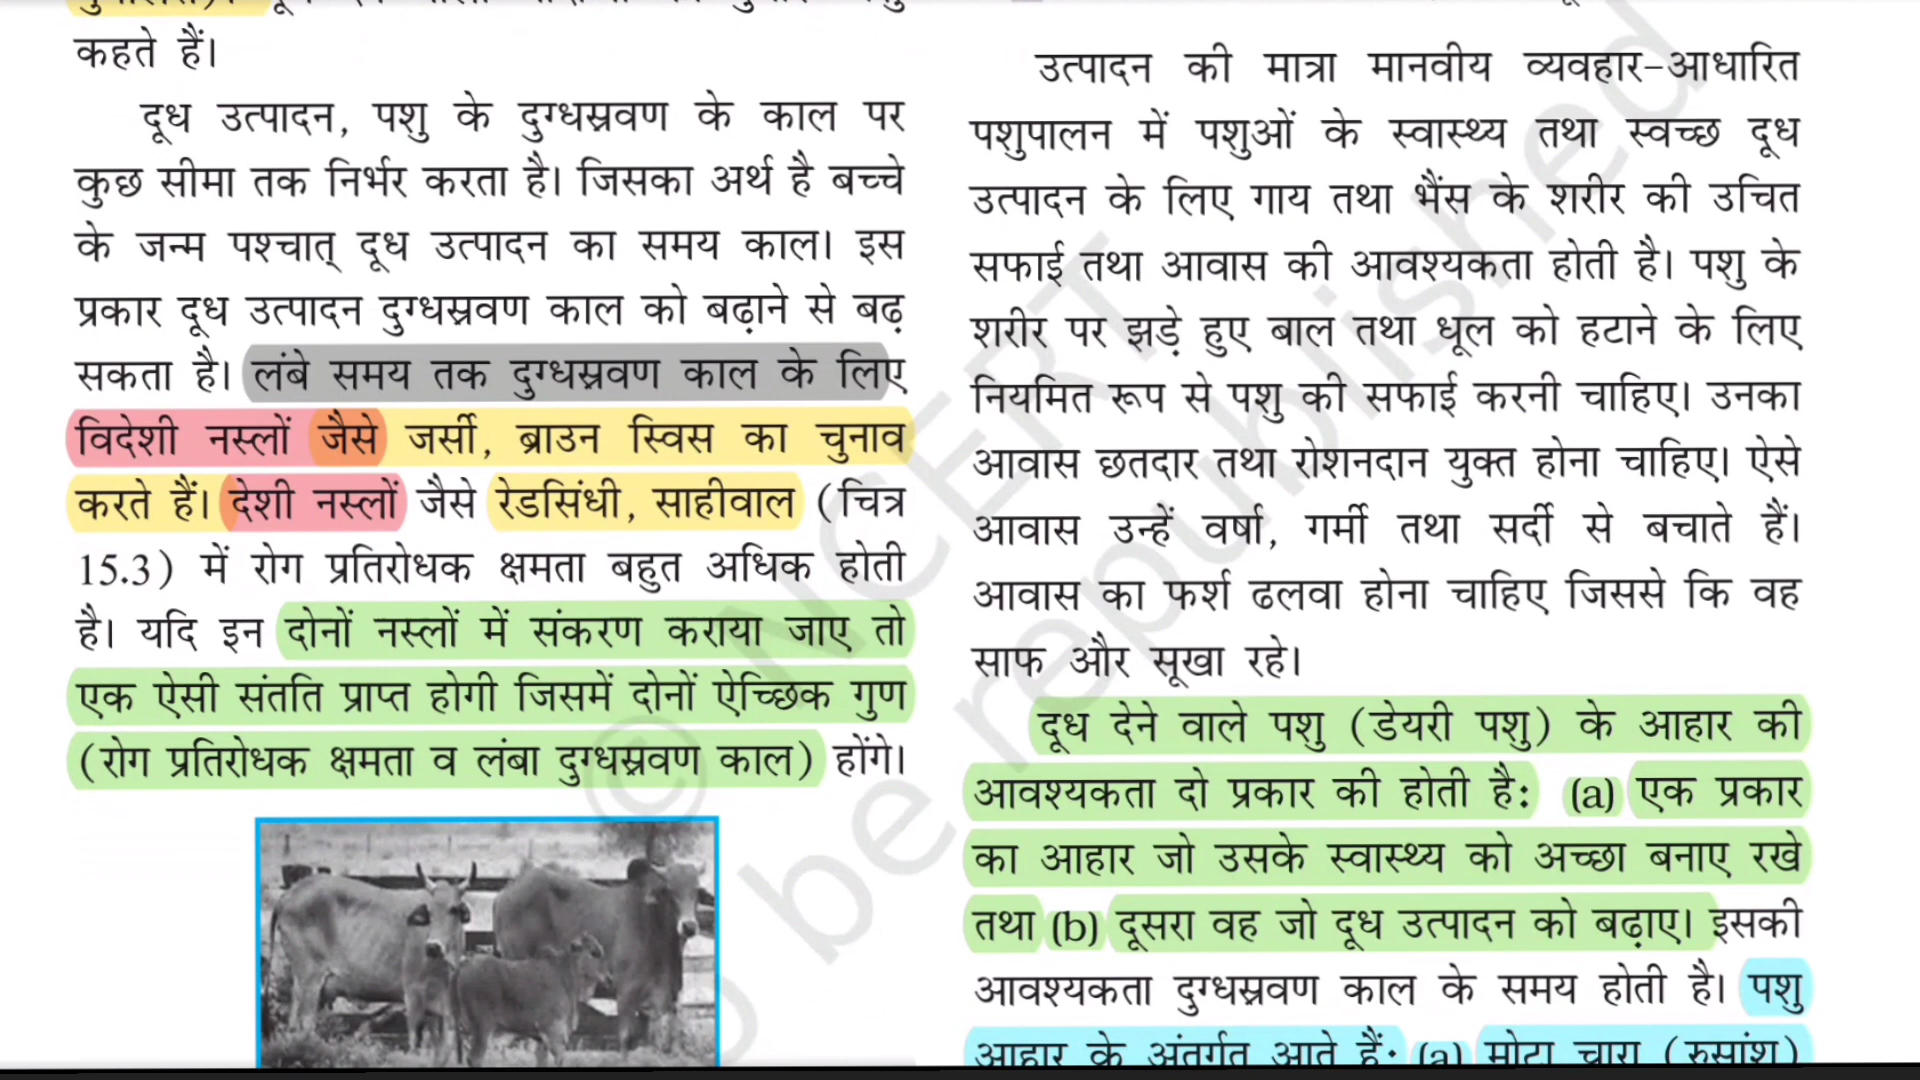 कहते हैं।
दूध उत्पादन, पशु के दुग्धस्रवण के काल पर
कुछ सीमा तक निर्भर करता है। जिसका अर्थ है बच्चे
के जन्म पश्चात् दूध उत्पादन का समय काल। इस
प्रकार दूध उत्पादन दुग्धस्रवण काल को बढ़ाने से बढ़
सकता है। लंबे समय तक दुग्धस्रवण काल के लिए
विदेशी नस्लों जैसे जर्सी, ब्राउन स्विस का चुनाव
करते हैं। देशी नस्लों जैसे रेडसिंधी, साहीवाल (चित्र
15.3) में रोग प्रतिरोधक क्षमता बहुत अधिक होती
है। यदि इन दोनों नस्लों में संकरण कराया जाए तो
एक ऐसी संतति प्राप्त होगी जिसमें दोनों ऐच्छिक गुण
(रोग प्रतिरोधक क्षमता व लंबा दुग्धस्रवण काल) होंगे।
उत्पादन की मात्रा मानवीय व्यवहार-आधारित
पशुपालन में पशुओं के स्वास्थ्य तथा स्वच्छ दूध
उत्पादन के लिए गाय तथा भैंस के शरीर की उचित
सफाई तथा आवास की आवश्यकता होती है। पशु के
शरीर पर झड़े हुए बाल तथा धूल को हटाने के लिए
नियमित रूप से पशु की सफाई करनी चाहिए। उनका
आवास छतदार तथा रोशनदान युक्त होना चाहिए। ऐसे
आवास उन्हें वर्षा, गर्मी तथा सर्दी से बचाते हैं।
आवास का फर्श ढलवा होना चाहिए जिससे कि वह
साफ और सूखा रहे।
दूध देने वाले पशु (डेयरी पशु) के आहार की
आवश्यकता दो प्रकार की होती है: (a) एक प्रकार
का आहार जो उसके स्वास्थ्य को अच्छा बनाए रखे
तथा (b) दूसरा वह जो दूध उत्पादन को बढ़ाए। इसकी
आवश्यकता दुग्धस्रवण काल के समय होती है। पशु
आहार के अंतर्गत आते हैं: (a) मोटा चारा (रुसांश)
© NCERT
be republished